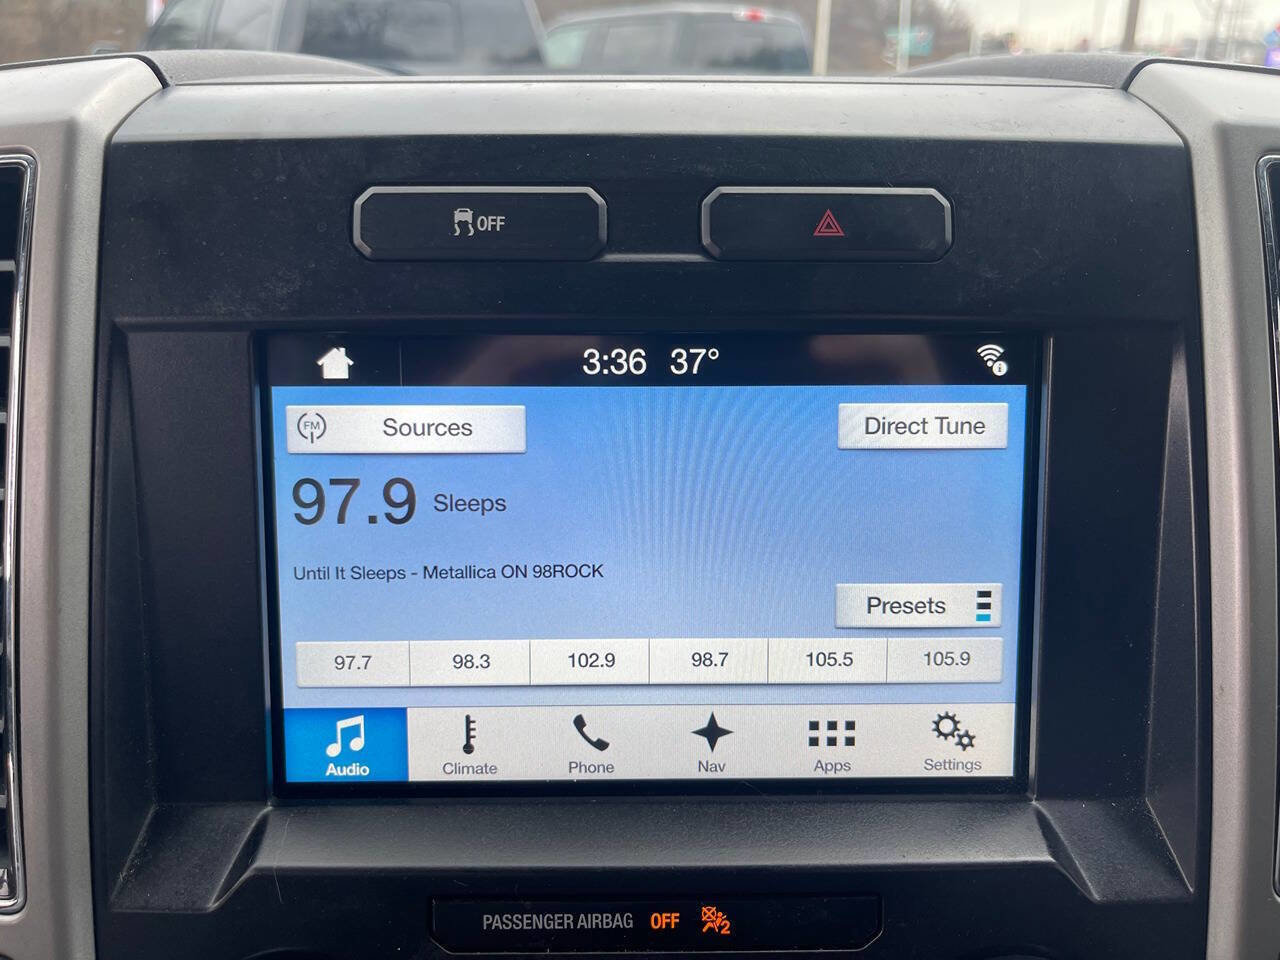 OFF
3:36 37°
FM Sources
Direct Tune
97.9 Sleeps
Until It Sleeps - Metallica ON 98ROCK
Presets
97.7 98.3 102.9 98.7 105.5 105.9
Audio Climate Phone Nav Apps Settings
PASSENGER AIRBAG OFF 2